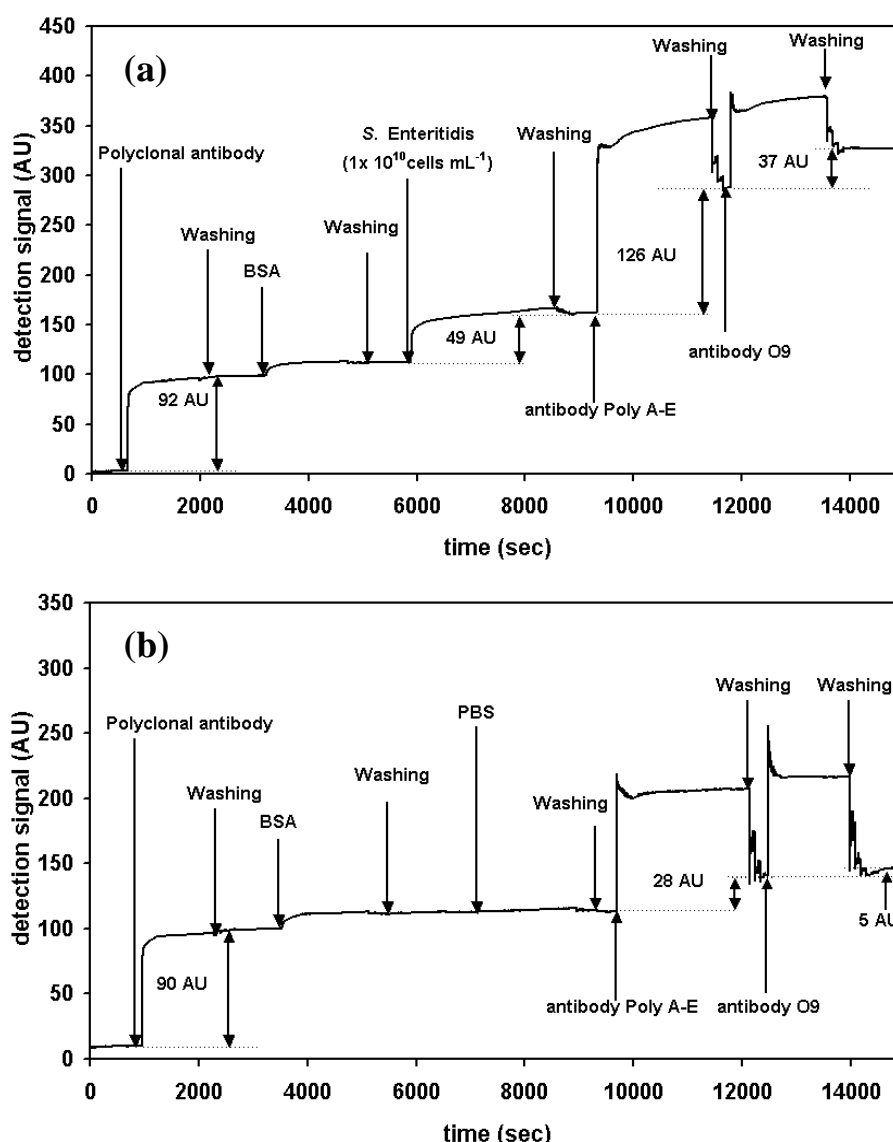 450
(a)
Washing
Washing
400
350
Polyclonal antibody
S. Enteritidis
(1x 10¹⁰cells mL⁻¹)
Washing
37 AU
300
Washing
Washing
250
BSA
126 AU
200
150
49 AU
antibody O9
100
92 AU
antibody Poly A-E
50
0
detection signal (AU)
0 2000 4000 6000 8000 10000 12000 14000
time (sec)
350
(b)
300
Washing
Washing
Polyclonal antibody
PBS
250
Washing
Washing
200
BSA
Washing
150
28 AU
5 AU
100
90 AU
antibody Poly A-E
antibody O9
50
0
detection signal (AU)
0 2000 4000 6000 8000 10000 12000 14000
time (sec)